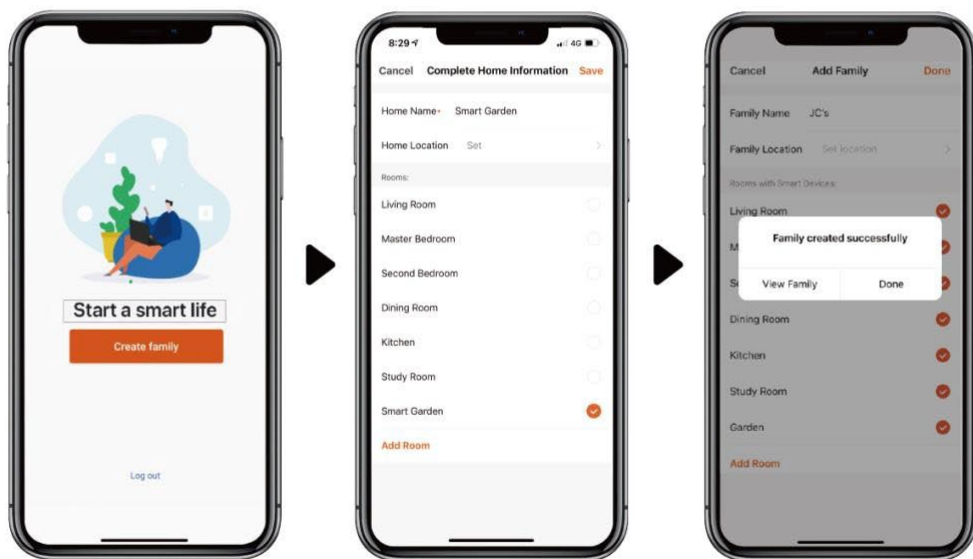 Start a smart life
Create family
Log out
8:29
4G
Cancel Complete Home Information Save
Home Name* Smart Garden
Home Location Set
Rooms:
Living Room
Master Bedroom
Second Bedroom
Dining Room
Kitchen
Study Room
Smart Garden
Add Room
Cancel Add Family Done
Family Name JC's
Family Location Set location
Rooms with Smart Devices:
Living Room
M
Family created successfully
Se
View Family Done
Dining Room
Kitchen
Study Room
Garden
Add Room